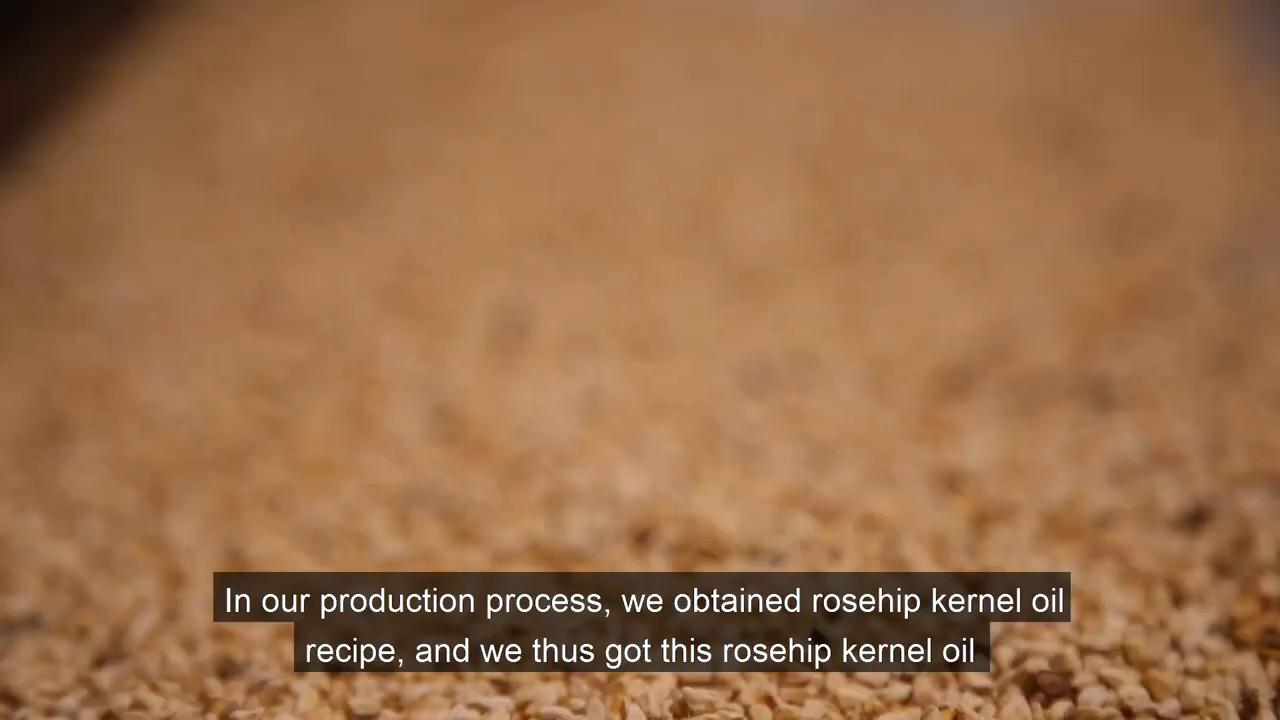 In our production process, we obtained rosehip kernel oil
recipe, and we thus got this rosehip kernel oil